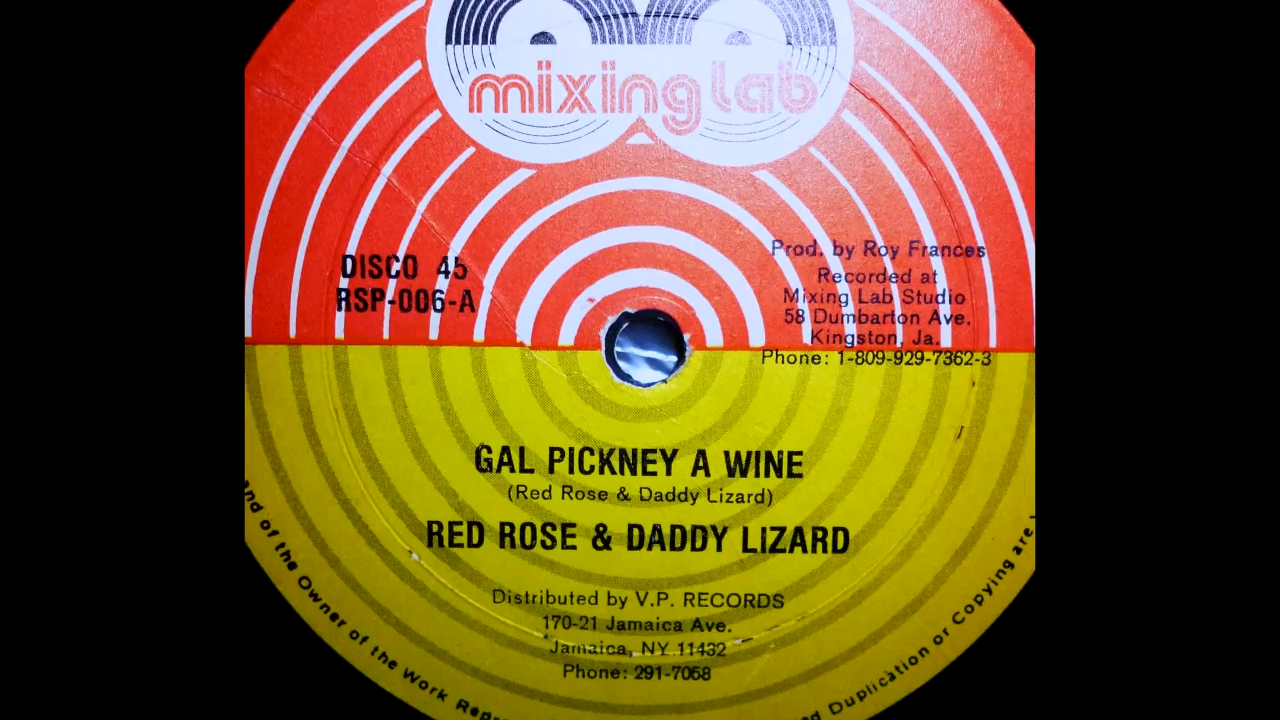 mixing lab
DISCO 45
RSP-006-A
Prod. by Roy Frances
Recorded at
Mixing Lab Studio
58 Dumbarton Ave.
Kingston, Ja.
Phone: 1-809-929-7362-3
GAL PICKNEY A WINE
(Red Rose & Daddy Lizard)
RED ROSE & DADDY LIZARD
Distributed by V.P. RECORDS
170-21 Jamaica Ave.
Jamaica, NY 11432
Phone: 291-7058
and of the Owner of the Work
Duplication or Copying are